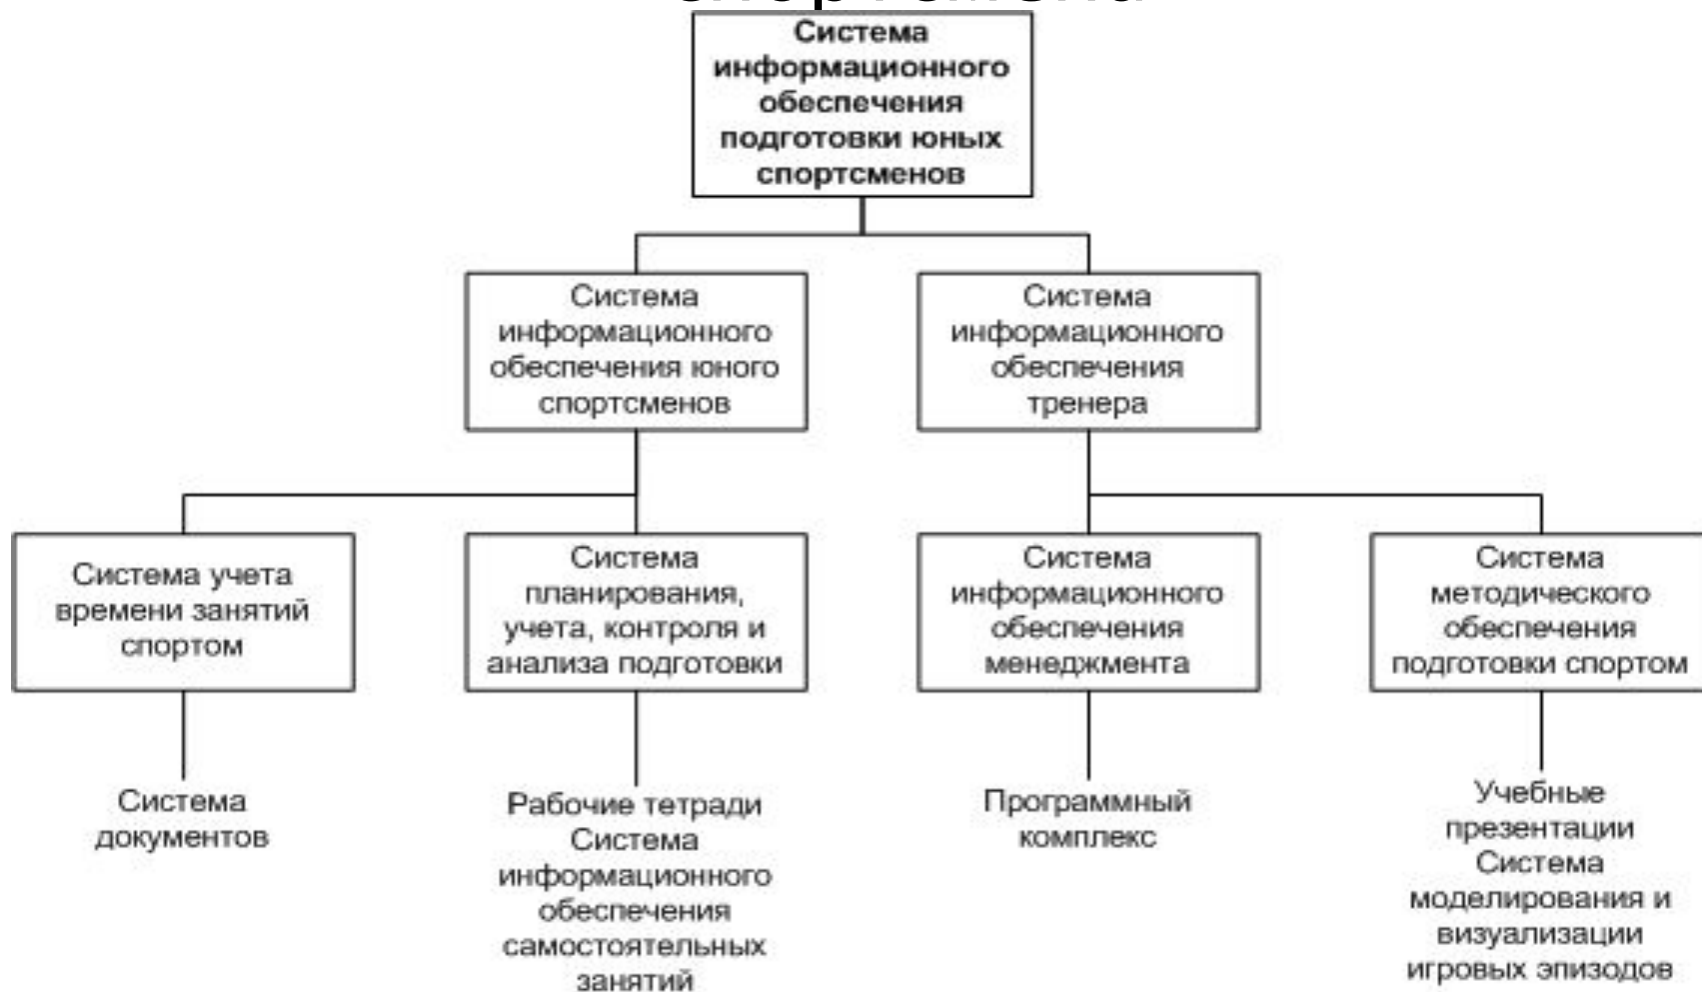 Система
информационного
обеспечения
подготовки юных
спортсменов
Система
информационного
обеспечения юного
спортсменов
Система
информационного
обеспечения
тренера
Система учета
времени занятий
спортом
Система
планирования,
учета, контроля и
анализа подготовки
Система
информационного
обеспечения
менеджмента
Система
методического
обеспечения
подготовки спортом
Система
документов
Рабочие тетради
Система
информационного
обеспечения
самостоятельных
занятий
Программный
комплекс
Учебные
презентации
Система
моделирования и
визуализации
игровых эпизодов